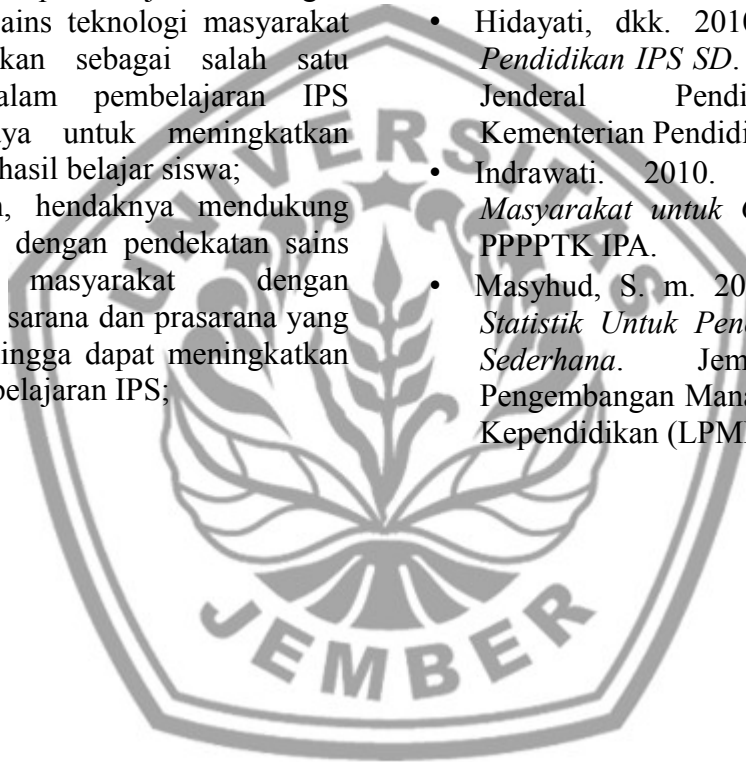 ains teknologi masyarakat
kan sebagai salah satu
alam pembelajaran IPS
ya untuk meningkatkan
hasil belajar siswa;
n, hendaknya mendukung
dengan pendekatan sains
masyarakat dengan
sarana dan prasarana yang
ingga dapat meningkatkan
belajaran IPS;
• Hidayati, dkk. 2010
Pendidikan IPS SD.
Jenderal Pendi
Kementerian Pendidi
• Indrawati. 2010.
Masyarakat untuk
PPPPTK IPA.
• Masyhud, S. m. 20
Statistik Untuk Pene
Sederhana. Jem
Pengembangan Mana
Kependidikan (LPM
UNIVERSITAS
JEMBER